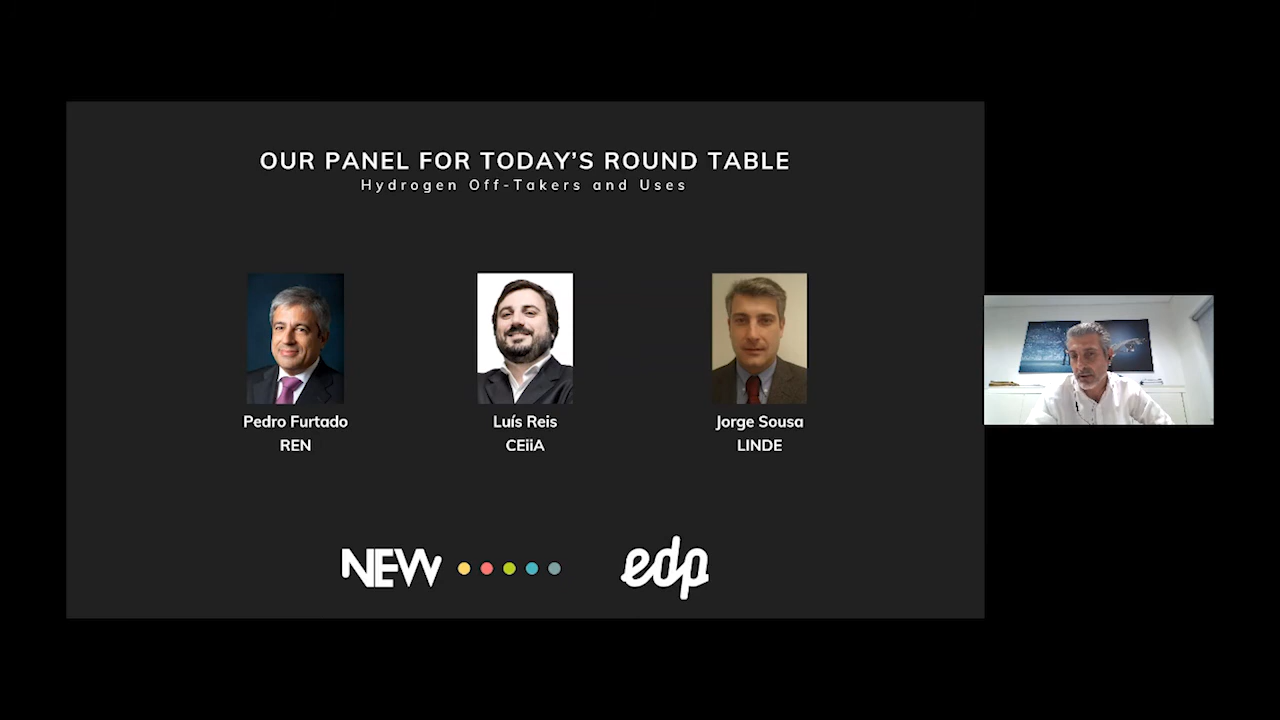 OUR PANEL FOR TODAY'S ROUND TABLE
Hydrogen Off-Takers and Uses
Pedro Furtado
REN
Luís Reis
CEiiA
Jorge Sousa
LINDE
NEW
edp